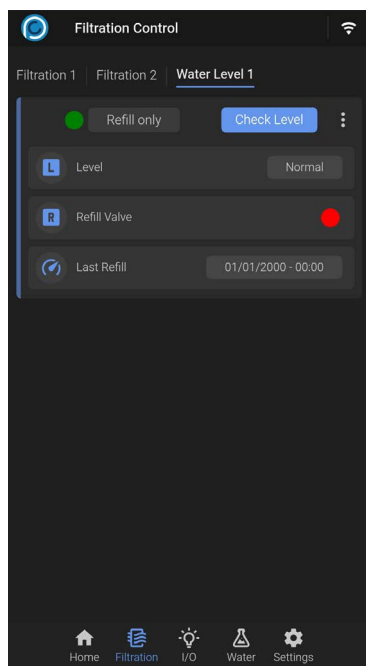 Filtration Control
Filtration 1 Filtration 2 Water Level 1
Refill only Check Level
L Level Normal
R Refill Valve
Last Refill 01/01/2000 - 00:00
Home Filtration I/O Water Settings